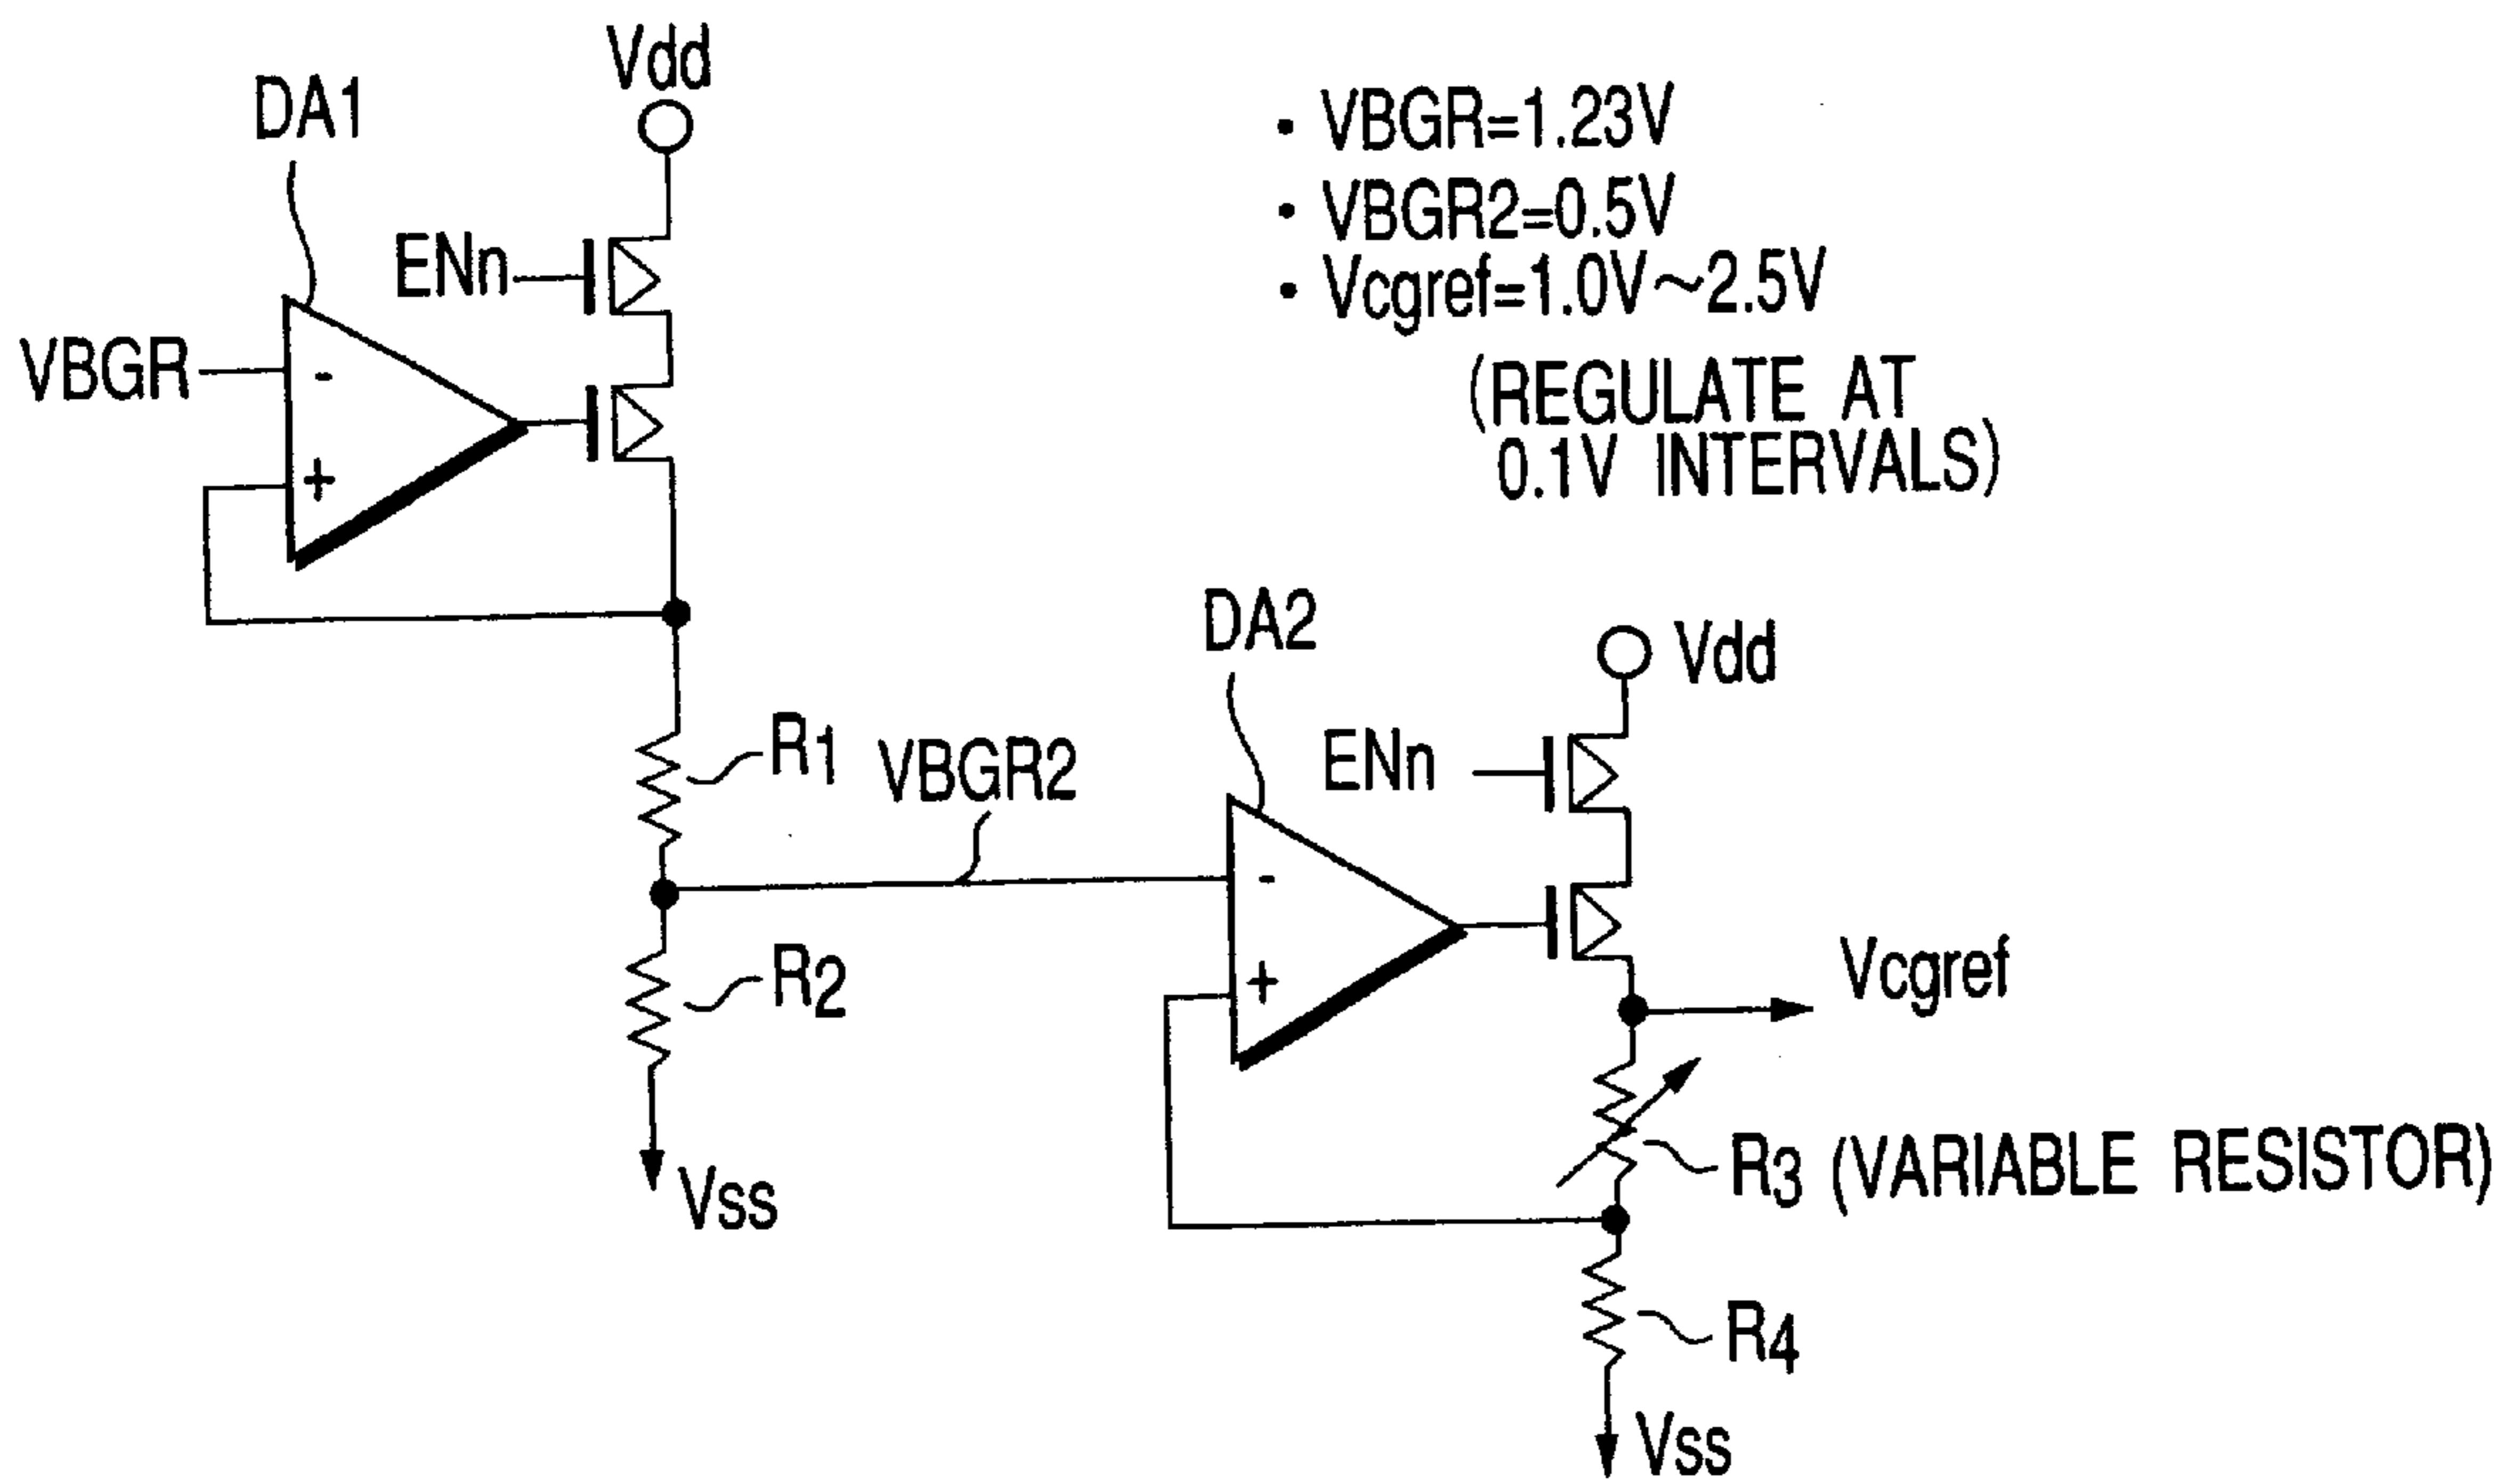 Vdd
DA1
• VBGR=1.23V
• VBGR2=0.5V
• Vcgref=1.0V~2.5V
(REGULATE AT
0.1V INTERVALS)
ENn
VBGR
-
+
DA2
Vdd
R1
VBGR2
ENn
-
R2
+
Vcgref
R3 (VARIABLE RESISTOR)
Vss
R4
Vss